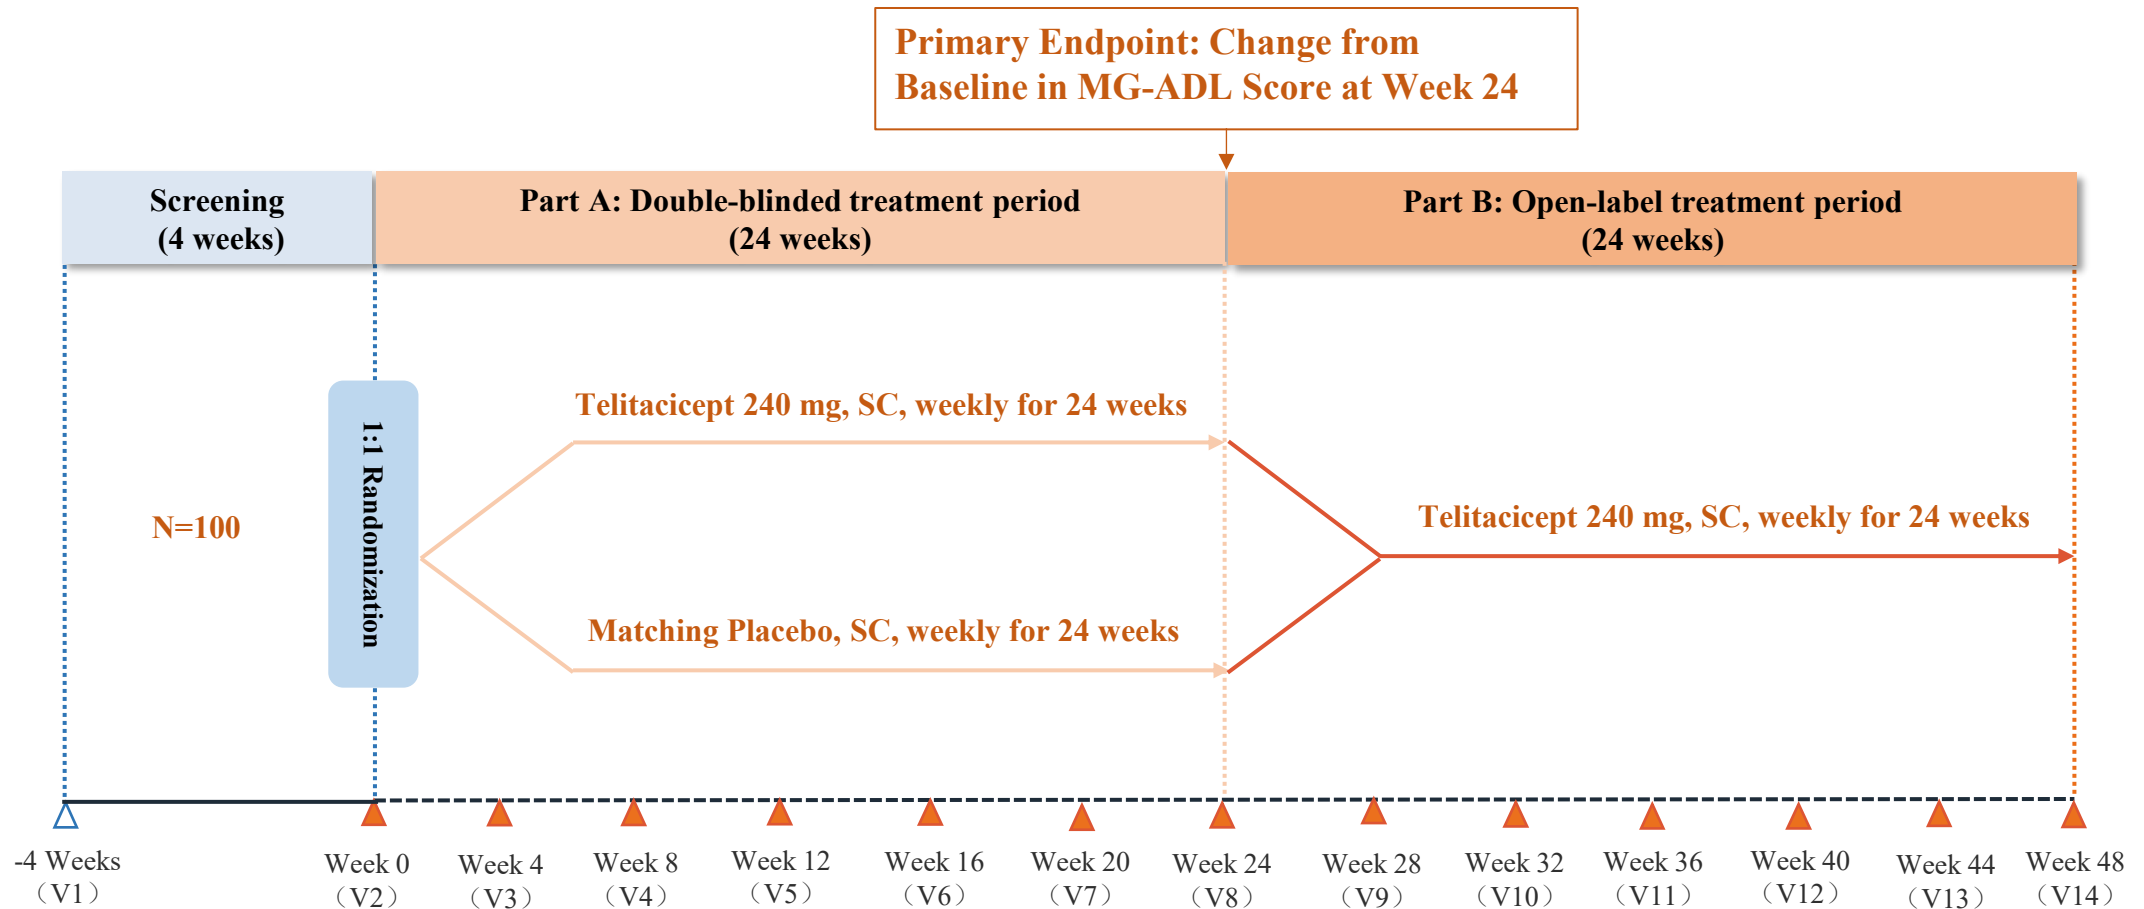 Primary Endpoint: Change from
Baseline in MG-ADL Score at Week 24
Screening
(4 weeks)
Part A: Double-blinded treatment period
(24 weeks)
Part B: Open-label treatment period
(24 weeks)
1:1 Randomization
N=100
Telitacicept 240 mg, SC, weekly for 24 weeks
Matching Placebo, SC, weekly for 24 weeks
Telitacicept 240 mg, SC, weekly for 24 weeks
-4 Weeks
（V1）
Week 0
（V2）
Week 4
（V3）
Week 8
（V4）
Week 12
（V5）
Week 16
（V6）
Week 20
（V7）
Week 24
（V8）
Week 28
（V9）
Week 32
（V10）
Week 36
（V11）
Week 40
（V12）
Week 44
（V13）
Week 48
（V14）